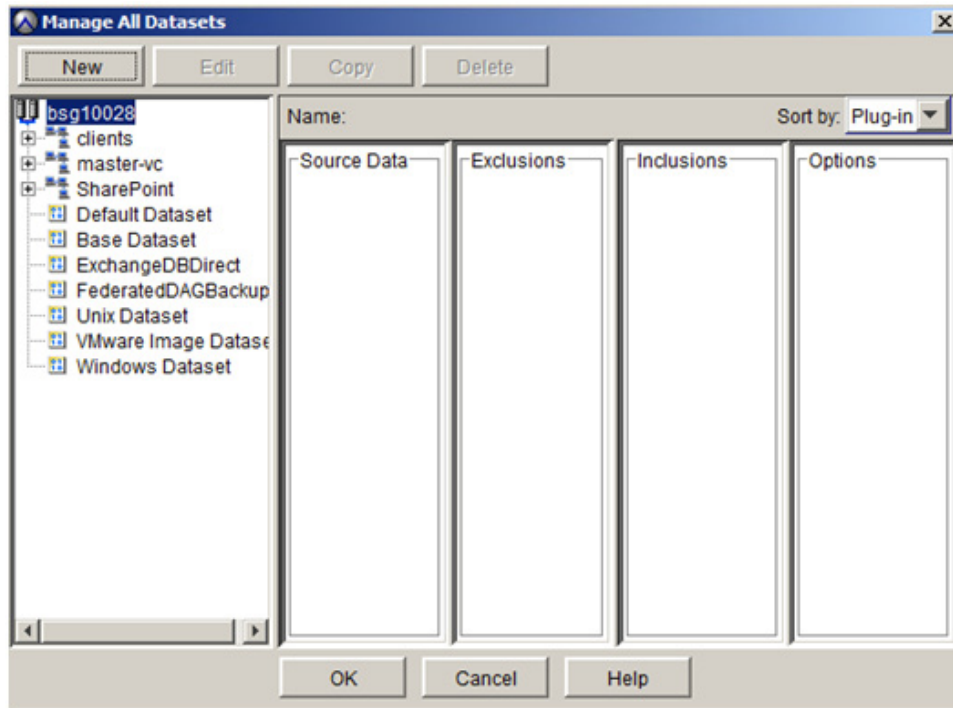 Manage All Datasets
New Edit Copy Delete
bsg10028
clients
master-vc
SharePoint
Default Dataset
Base Dataset
ExchangeDBDirect
FederatedDAGBackup
Unix Dataset
VMware Image Datase
Windows Dataset
Name: Sort by: Plug-in
Source Data Exclusions Inclusions Options
OK Cancel Help